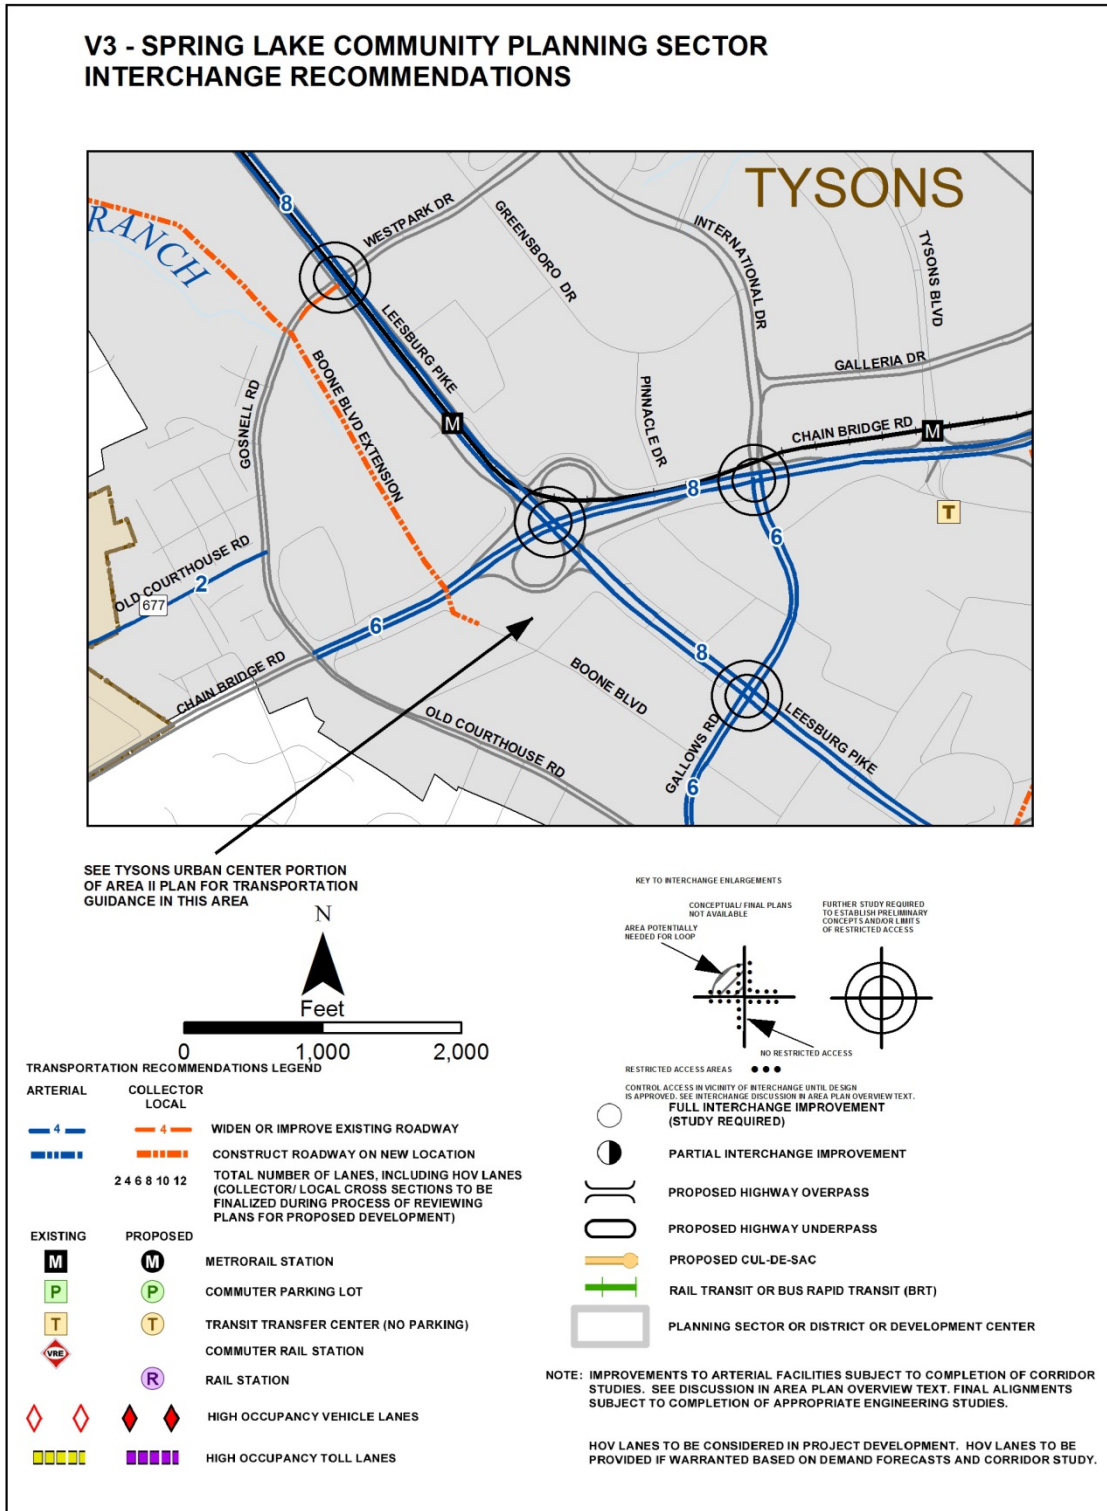 V3 - SPRING LAKE COMMUNITY PLANNING SECTOR
INTERCHANGE RECOMMENDATIONS
TYSONS
RANCH
8
WESTPARK DR
GREENSBORO DR
INTERNATIONAL DR
TYSONS BLVD
LEESBURG PIKE
GALLERIA DR
GOSNELL RD
BOONE BLVD EXTENSION
PINNACLE DR
CHAIN BRIDGE RD
M
M
8
T
6
OLD COURTHOUSE RD
2
677
6
CHAIN BRIDGE RD
BOONE BLVD
8
OLD COURTHOUSE RD
GALLOWS RD
LEESBURG PIKE
6
SEE TYSONS URBAN CENTER PORTION
OF AREA II PLAN FOR TRANSPORTATION
GUIDANCE IN THIS AREA
N
Feet
0 1,000 2,000
KEY TO INTERCHANGE ENLARGEMENTS
CONCEPTUAL/ FINAL PLANS
NOT AVAILABLE
AREA POTENTIALLY
NEEDED FOR LOOP
FURTHER STUDY REQUIRED
TO ESTABLISH PRELIMINARY
CONCEPTS AND/OR LIMITS
OF RESTRICTED ACCESS
NO RESTRICTED ACCESS
RESTRICTED ACCESS AREAS
CONTROL ACCESS IN VICINITY OF INTERCHANGE UNTIL DESIGN
IS APPROVED. SEE INTERCHANGE DISCUSSION IN AREA PLAN OVERVIEW TEXT.
TRANSPORTATION RECOMMENDATIONS LEGEND
ARTERIAL
COLLECTOR
LOCAL
4 4 WIDEN OR IMPROVE EXISTING ROADWAY
CONSTRUCT ROADWAY ON NEW LOCATION
2 4 6 8 10 12 TOTAL NUMBER OF LANES, INCLUDING HOV LANES
(COLLECTOR/ LOCAL CROSS SECTIONS TO BE
FINALIZED DURING PROCESS OF REVIEWING
PLANS FOR PROPOSED DEVELOPMENT)
EXISTING PROPOSED
M M METRORAIL STATION
P P COMMUTER PARKING LOT
T T TRANSIT TRANSFER CENTER (NO PARKING)
VRE COMMUTER RAIL STATION
R RAIL STATION
HIGH OCCUPANCY VEHICLE LANES
HIGH OCCUPANCY TOLL LANES
FULL INTERCHANGE IMPROVEMENT
(STUDY REQUIRED)
PARTIAL INTERCHANGE IMPROVEMENT
PROPOSED HIGHWAY OVERPASS
PROPOSED HIGHWAY UNDERPASS
PROPOSED CUL-DE-SAC
RAIL TRANSIT OR BUS RAPID TRANSIT (BRT)
PLANNING SECTOR OR DISTRICT OR DEVELOPMENT CENTER
NOTE: IMPROVEMENTS TO ARTERIAL FACILITIES SUBJECT TO COMPLETION OF CORRIDOR
STUDIES. SEE DISCUSSION IN AREA PLAN OVERVIEW TEXT. FINAL ALIGNMENTS
SUBJECT TO COMPLETION OF APPROPRIATE ENGINEERING STUDIES.
HOV LANES TO BE CONSIDERED IN PROJECT DEVELOPMENT. HOV LANES TO BE
PROVIDED IF WARRANTED BASED ON DEMAND FORECASTS AND CORRIDOR STUDY.